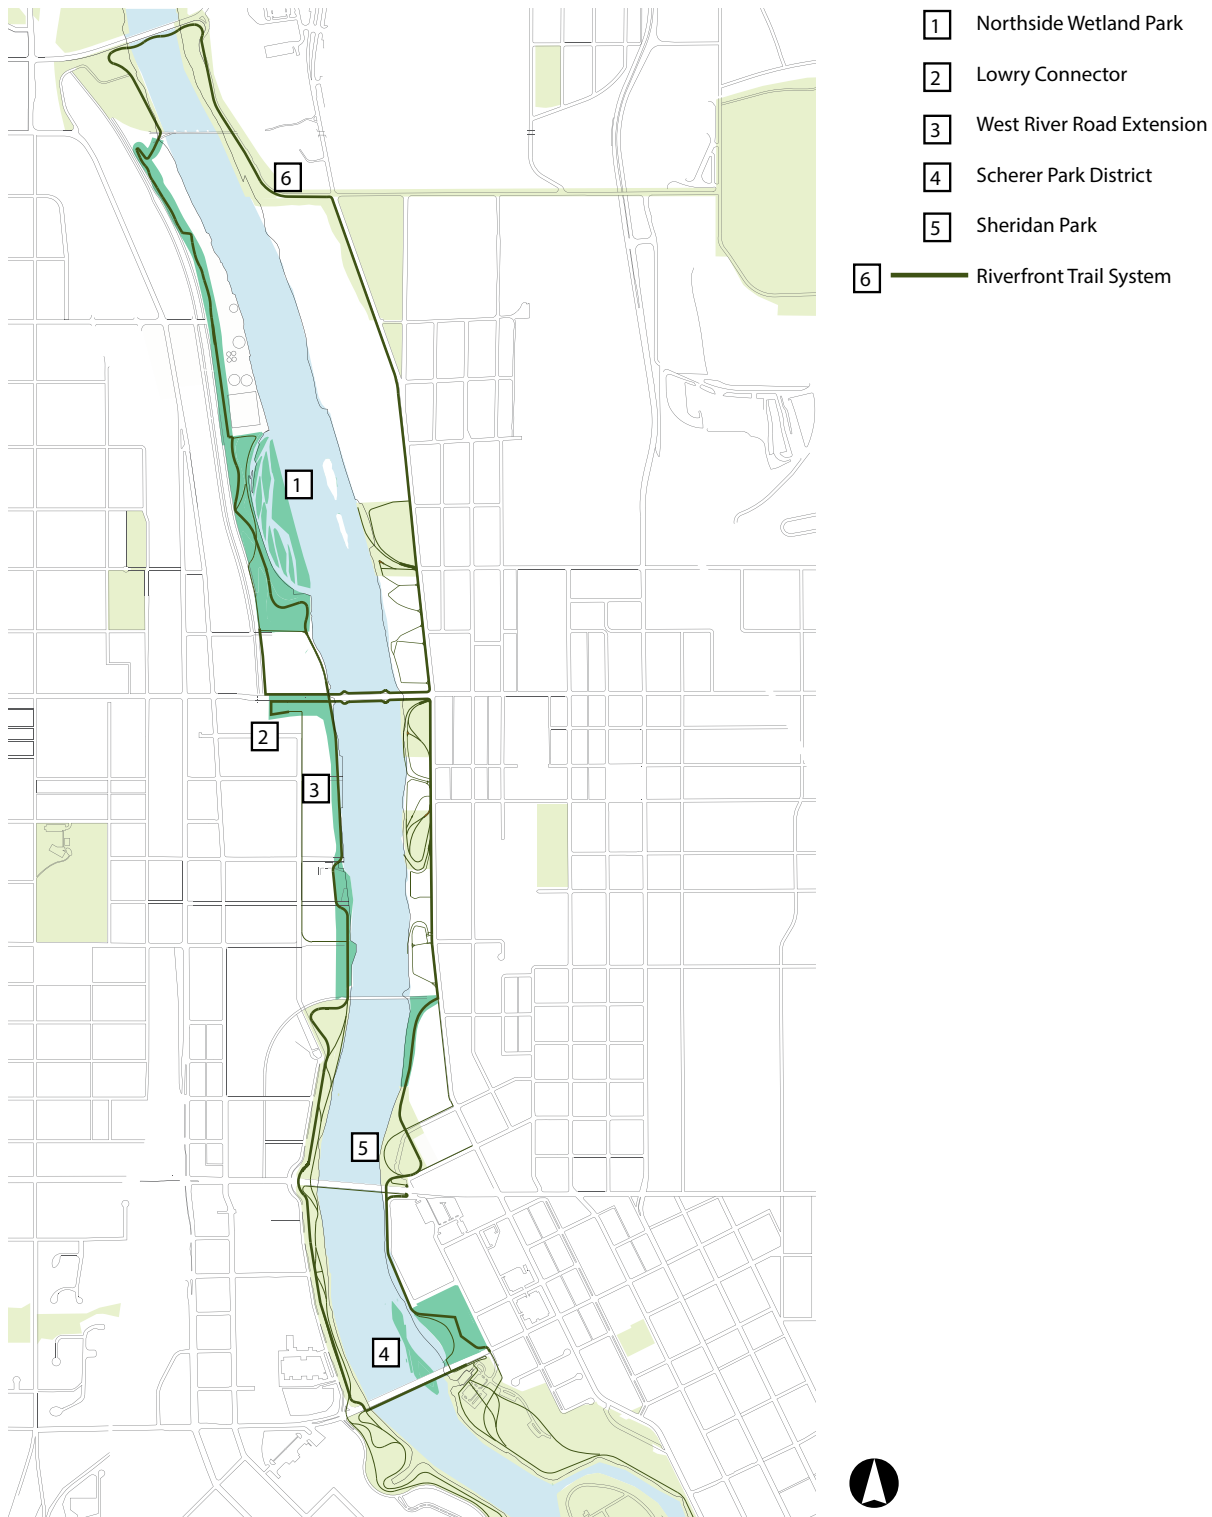 1 Northside Wetland Park
2 Lowry Connector
3 West River Road Extension
4 Scherer Park District
5 Sheridan Park
6 Riverfront Trail System
6
1
2
3
5
4